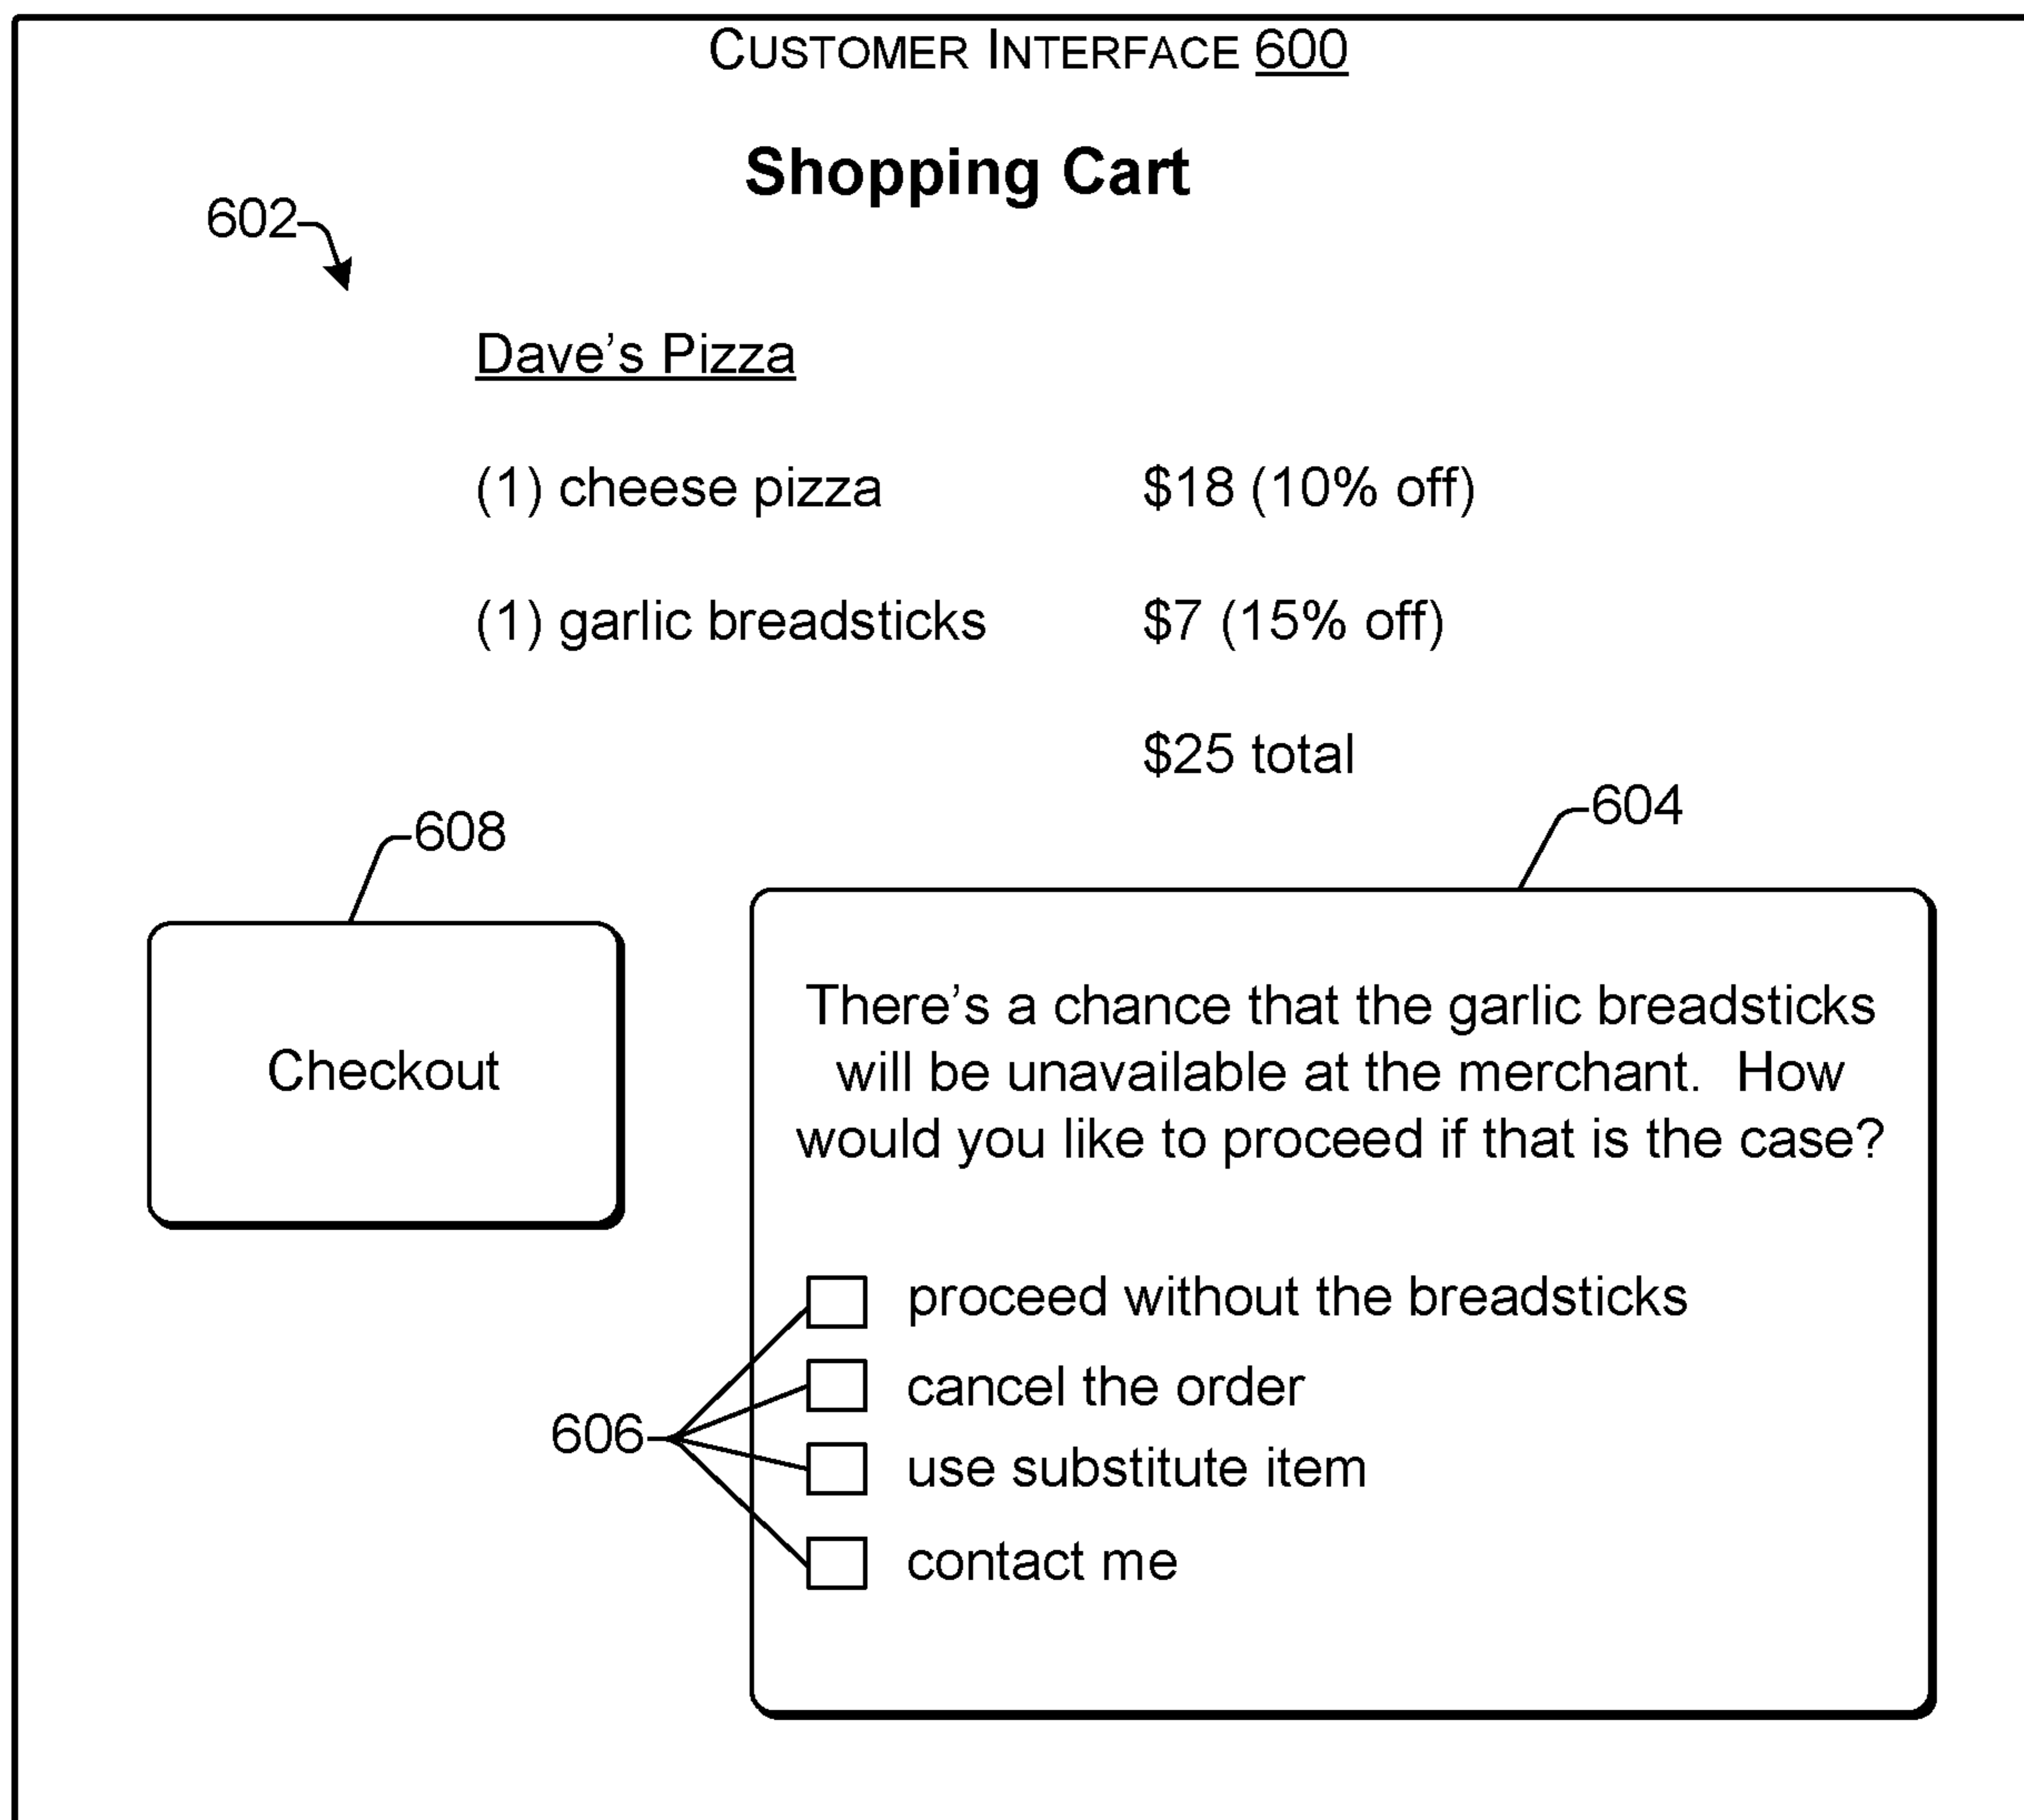 CUSTOMER INTERFACE 600
Shopping Cart
602
Dave's Pizza
(1) cheese pizza $18 (10% off)
(1) garlic breadsticks $7 (15% off)
$25 total
604
608
Checkout
There's a chance that the garlic breadsticks
will be unavailable at the merchant. How
would you like to proceed if that is the case?
proceed without the breadsticks
cancel the order
606
use substitute item
contact me